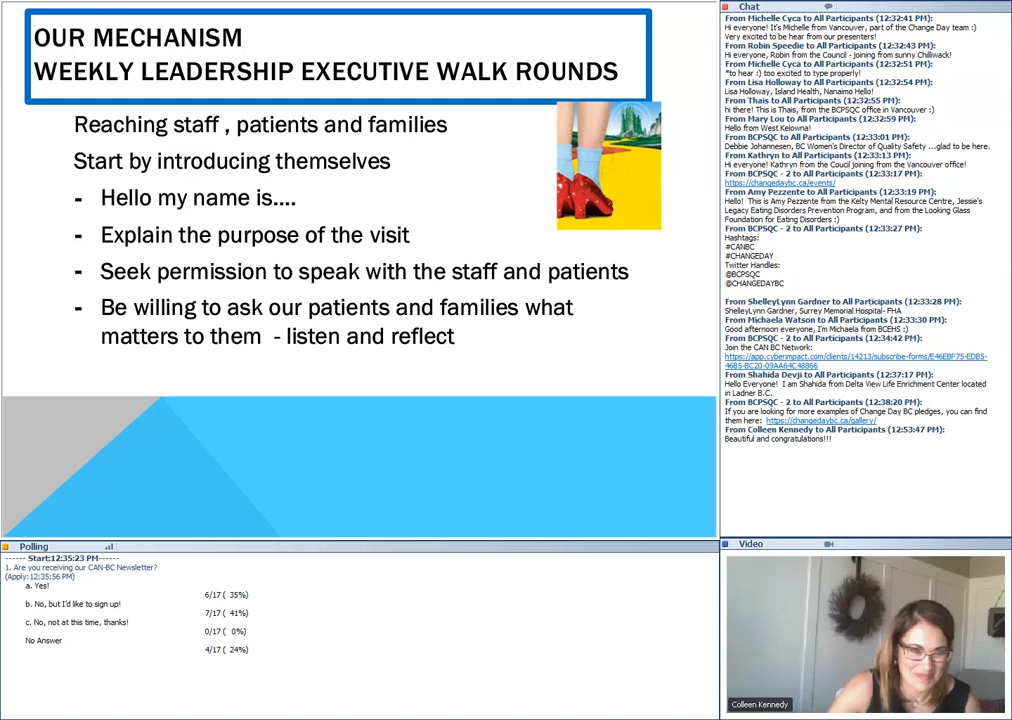 OUR MECHANISM
WEEKLY LEADERSHIP EXECUTIVE WALK ROUNDS
Reaching staff , patients and families
Start by introducing themselves
- Hello my name is....
- Explain the purpose of the visit
- Seek permission to speak with the staff and patients
- Be willing to ask our patients and families what
matters to them - listen and reflect
Chat
From Michelle Cyca to All Participants (12:32:41 PM):
Hi everyone! It's Michelle from Vancouver, part of the Change Day team :)
Very excited to be hear from our presenters!
From Robin Speedie to All Participants (12:32:43 PM):
Hi everyone, Robin from the Council - joining from sunny Chilliwack!
From Michelle Cyca to All Participants (12:32:51 PM):
*to hear :) too excited to type properly!
From Lisa Holloway to All Participants (12:32:54 PM):
Lisa Holloway, Island Health, Nanaimo Hello!
From Thais to All Participants (12:32:55 PM):
hi there! This is Thais, from the BCPSQC office in Vancouver :)
From Mary Lou to All Participants (12:32:59 PM):
Hello from West Kelowna!
From BCPSQC to All Participants (12:33:01 PM):
Debbie Johannesen, BC Women's Director of Quality Safety ...glad to be here.
From Kathryn to All Participants (12:33:13 PM):
Hi everyone! Kathryn from the Coucil joining from the Vancouver office!
From BCPSQC - 2 to All Participants (12:33:17 PM):
https://changedaybc.ca/events/
From Amy Pezzente to All Participants (12:33:19 PM):
Hello! This is Amy Pezzente from the Kelty Mental Resource Centre, Jessie's
Legacy Eating Disorders Prevention Program, and from the Looking Glass
Foundation for Eating Disorders :)
From BCPSQC - 2 to All Participants (12:33:27 PM):
Hashtags:
#CANBC
#CHANGEDAY
Twitter Handles:
@BCPSQC
@CHANGEDAYBC
From ShelleyLynn Gardner to All Participants (12:33:28 PM):
ShelleyLynn Gardner, Surrey Memorial Hospital- FHA
From Michaela Watson to All Participants (12:33:30 PM):
Good afternoon everyone, I'm Michaela from BCEHS :)
From BCPSQC - 2 to All Participants (12:34:42 PM):
Join the CAN BC Network:
https://app.cyberimpact.com/clients/14213/subscribe-forms/E46EBF75-EDB5-
46B5-BC20-09AA64C48866
From Shahida Devji to All Participants (12:37:17 PM):
Hello Everyone! I am Shahida from Delta View Life Enrichment Center located
in Ladner B.C.
From BCPSQC - 2 to All Participants (12:38:20 PM):
If you are looking for more examples of Change Day BC pledges, you can find
them here: https://changedaybc.ca/gallery/
From Colleen Kennedy to All Participants (12:53:47 PM):
Beautiful and congratulations!!!
Polling
------ Start:12:35:23 PM------
1. Are you receiving our CAN-BC Newsletter?
(Apply:12:35:56 PM)
a. Yes!
6/17 ( 35%)
b. No, but I'd like to sign up!
7/17 ( 41%)
c. No, not at this time, thanks!
0/17 ( 0%)
No Answer
4/17 ( 24%)
Video
Colleen Kennedy